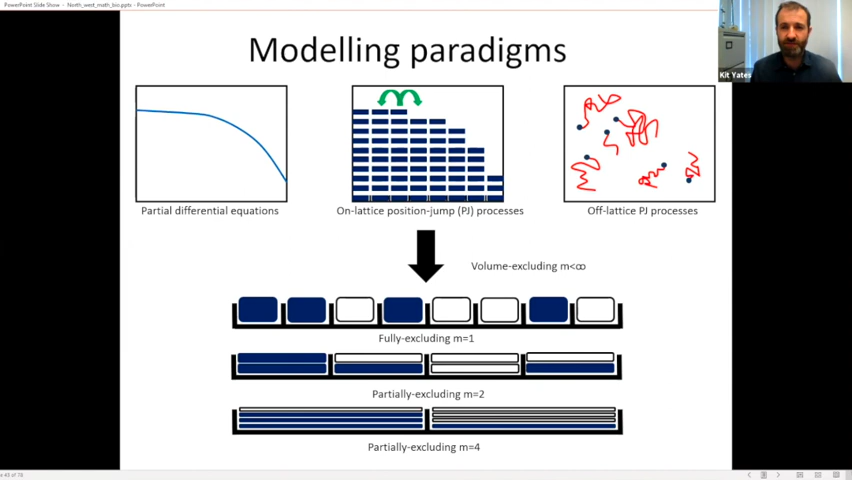 PowerPoint Slide Show - North_west_math_bio.pptx - PowerPoint
Modelling paradigms
Kit Yates
Partial differential equations
On-lattice position-jump (PJ) processes
Off-lattice PJ processes
Volume-excluding m<∞
Fully-excluding m=1
Partially-excluding m=2
Partially-excluding m=4